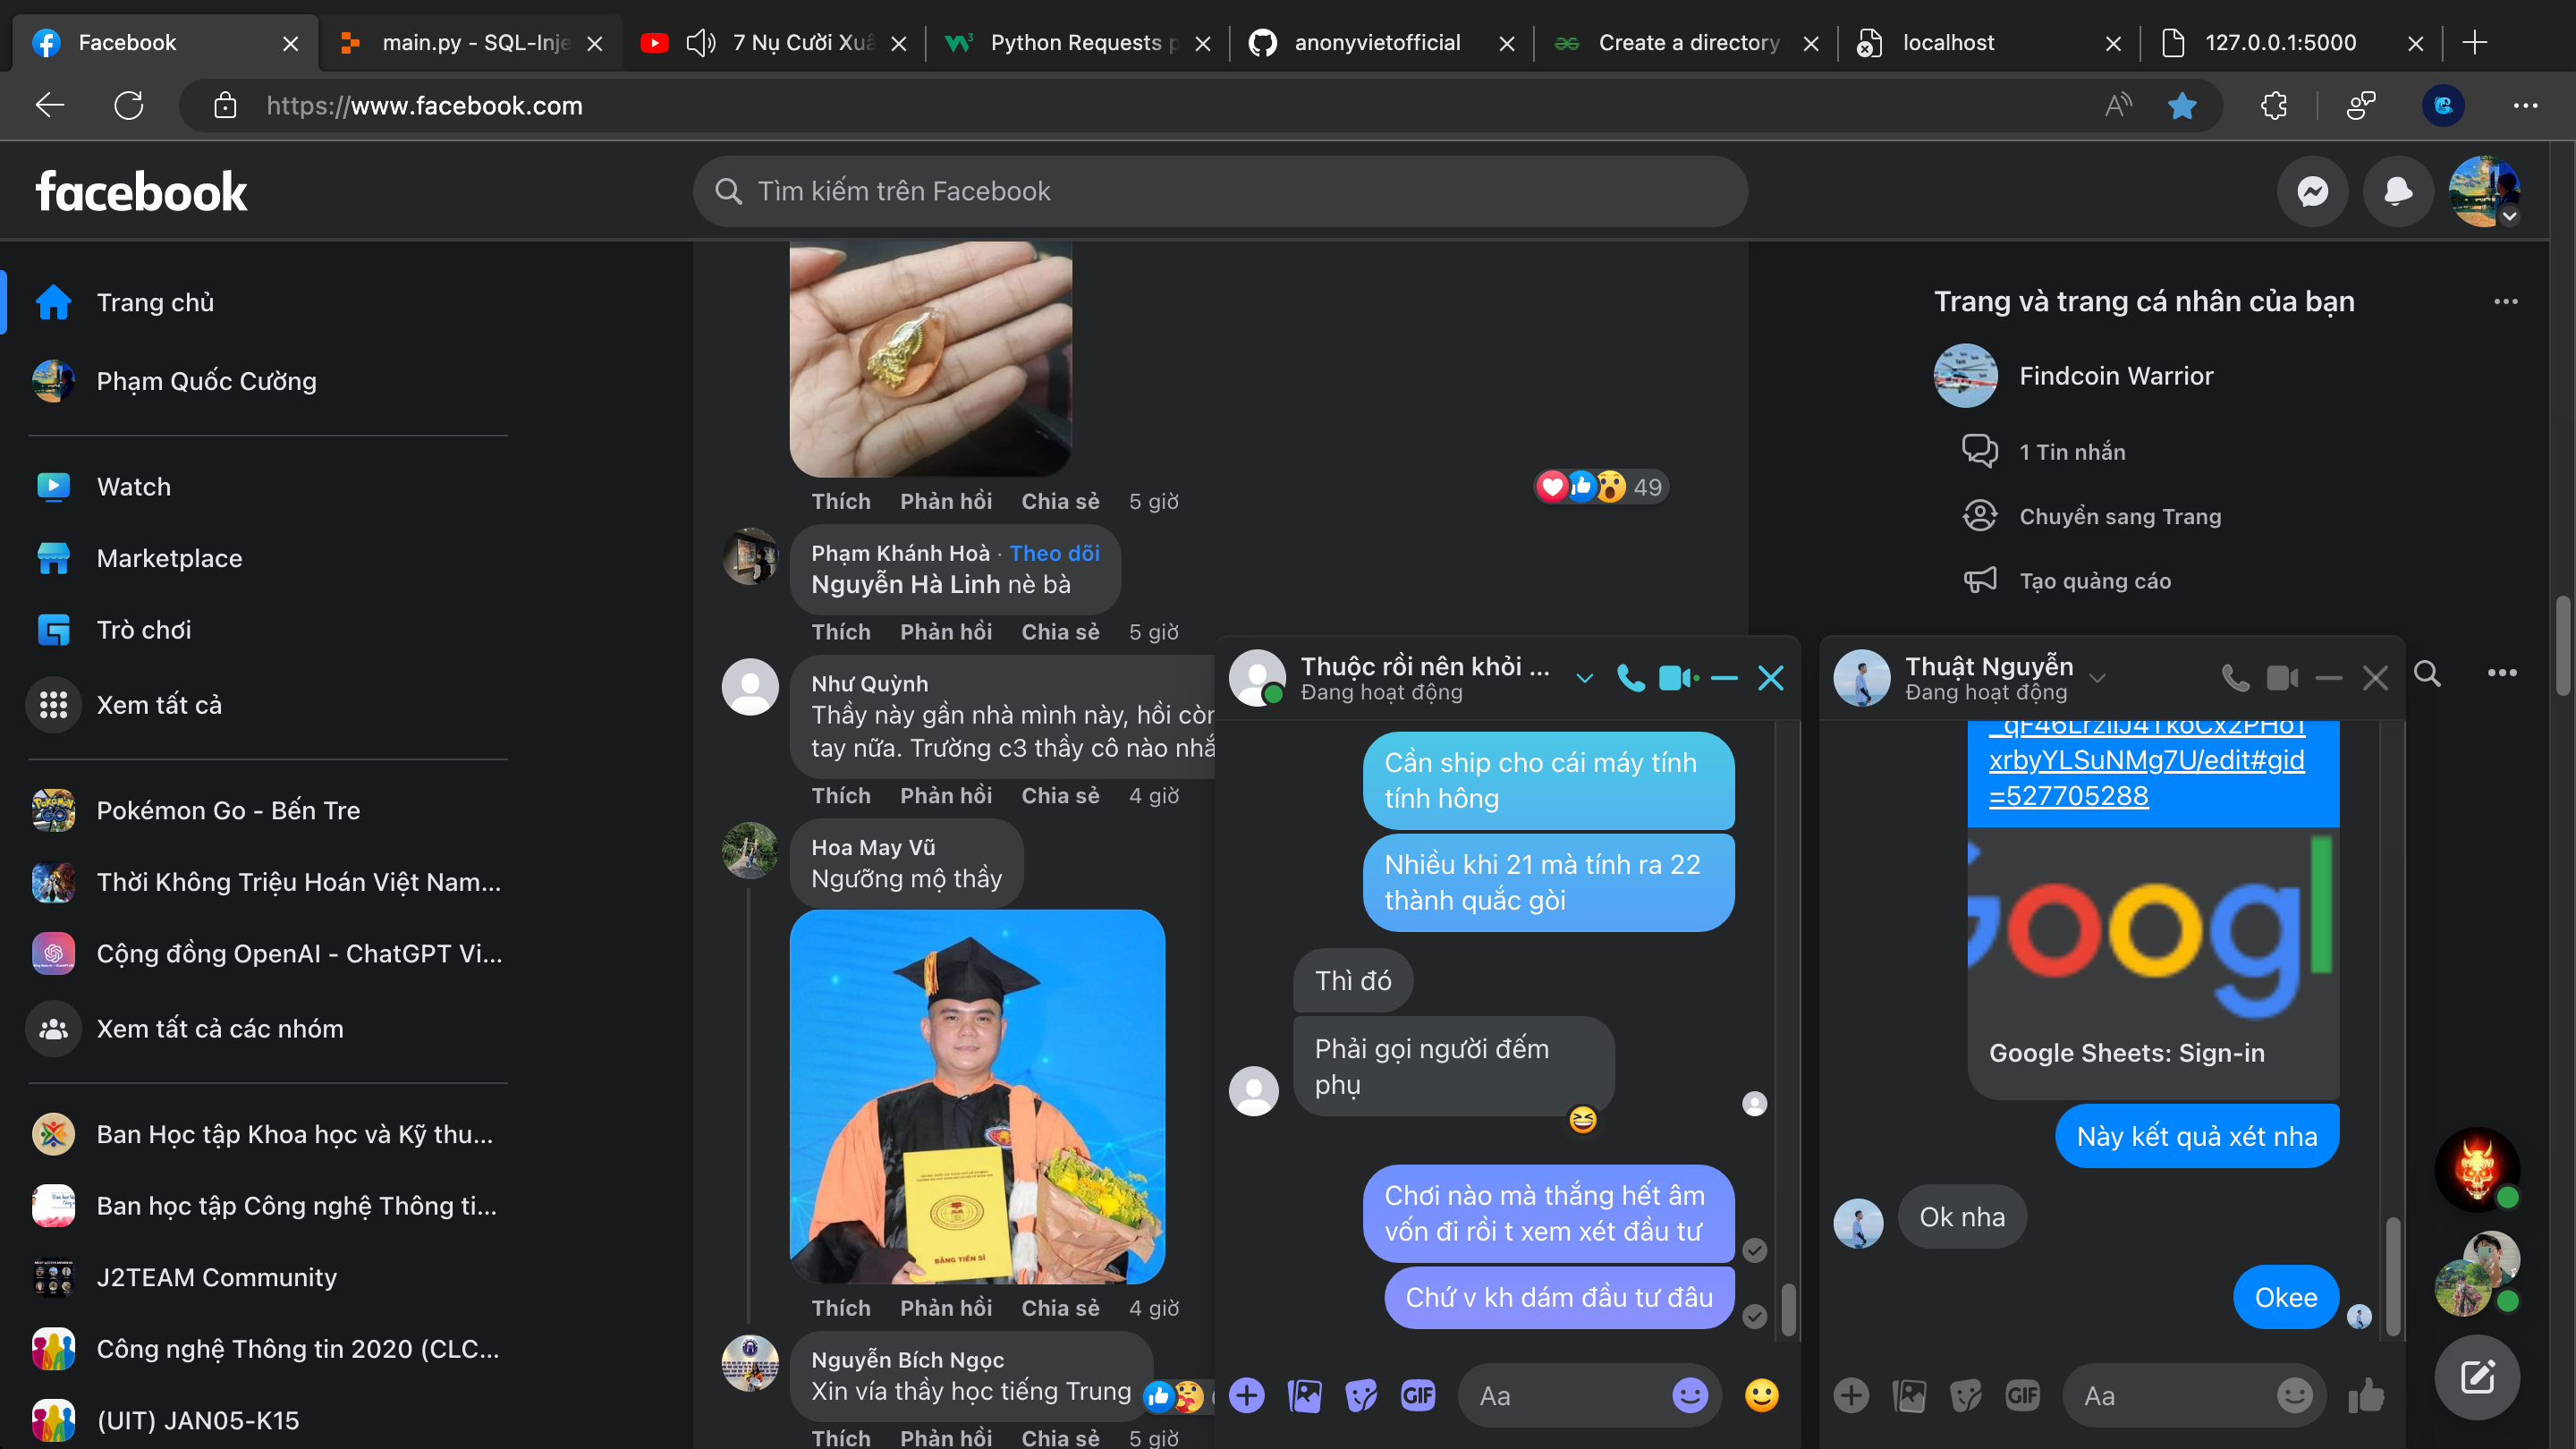 Facebook
main.py - SQL-Inje
7 Nụ Cười Xuâ
Python Requests p
anonyvietofficial
Create a directory
localhost
127.0.0.1:5000
https://www.facebook.com
facebook
Tìm kiếm trên Facebook
Trang chủ
Phạm Quốc Cường
Watch
Marketplace
Trò chơi
Xem tất cả
Pokémon Go - Bến Tre
Thời Không Triệu Hoán Việt Nam...
Cộng đồng OpenAI - ChatGPT Vi...
Xem tất cả các nhóm
Ban Học tập Khoa học và Kỹ thu...
Ban học tập Công nghệ Thông ti...
J2TEAM Community
Công nghệ Thông tin 2020 (CLC...
(UIT) JAN05-K15
Thích Phản hồi Chia sẻ 5 giờ
49
Phạm Khánh Hoà · Theo dõi
Nguyễn Hà Linh nè bà
Thích Phản hồi Chia sẻ 5 giờ
Như Quỳnh
Thầy này gần nhà mình này, hồi còn
tay nữa. Trường c3 thầy cô nào nhắ
Thích Phản hồi Chia sẻ 4 giờ
Hoa May Vũ
Ngưỡng mộ thầy
BẰNG TIẾN SĨ
Thích Phản hồi Chia sẻ 4 giờ
Nguyễn Bích Ngọc
Xin vía thầy học tiếng Trung
Thích Phản hồi Chia sẻ 5 giờ
Trang và trang cá nhân của bạn
Findcoin Warrior
1 Tin nhắn
Chuyển sang Trang
Tạo quảng cáo
Thuộc rồi nên khỏi ...
Đang hoạt động
Cần ship cho cái máy tính
tính hông
Nhiều khi 21 mà tính ra 22
thành quắc gòi
Thì đó
Phải gọi người đếm
phụ
Chơi nào mà thắng hết âm
vốn đi rồi t xem xét đầu tư
Chứ v kh dám đầu tư đâu
GIF
Aa
Thuật Nguyễn
Đang hoạt động
xrbyYLSuNMg7U/edit#gid
=527705288
Googl
Google Sheets: Sign-in
Này kết quả xét nha
Ok nha
Okee
GIF
Aa